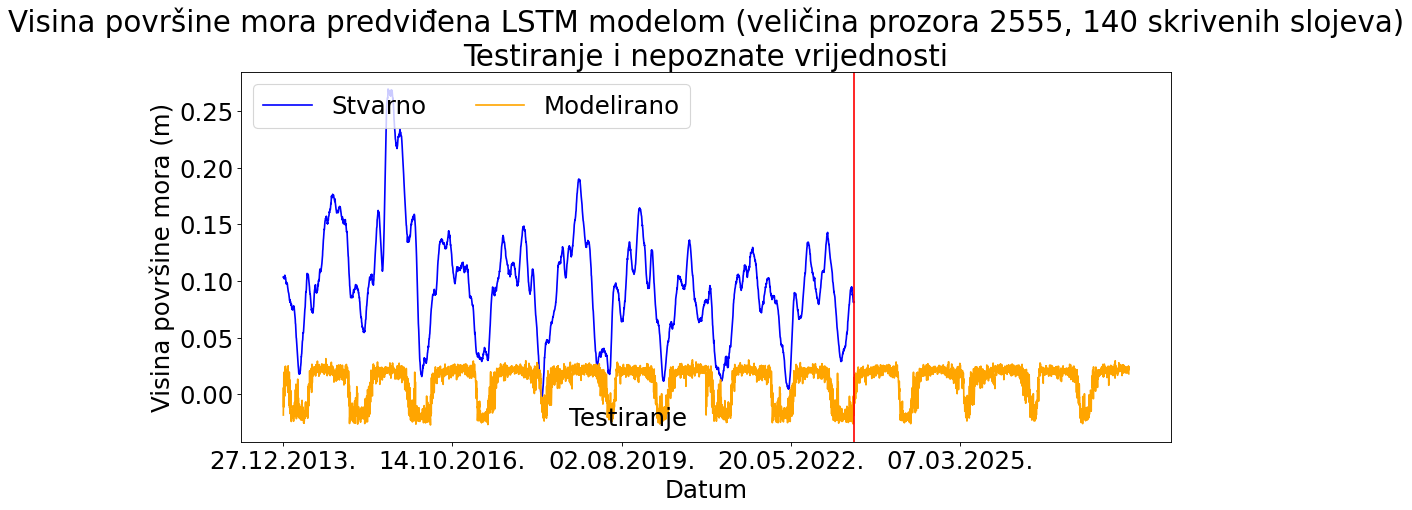 Visina površine mora predviđena LSTM modelom (veličina prozora 2555, 140 skrivenih slojeva)
Testiranje i nepoznate vrijednosti
Stvarno Modelirano
Visina površine mora (m)
0.25
0.20
0.15
0.10
0.05
0.00
Testiranje
27.12.2013. 14.10.2016. 02.08.2019. 20.05.2022. 07.03.2025.
Datum